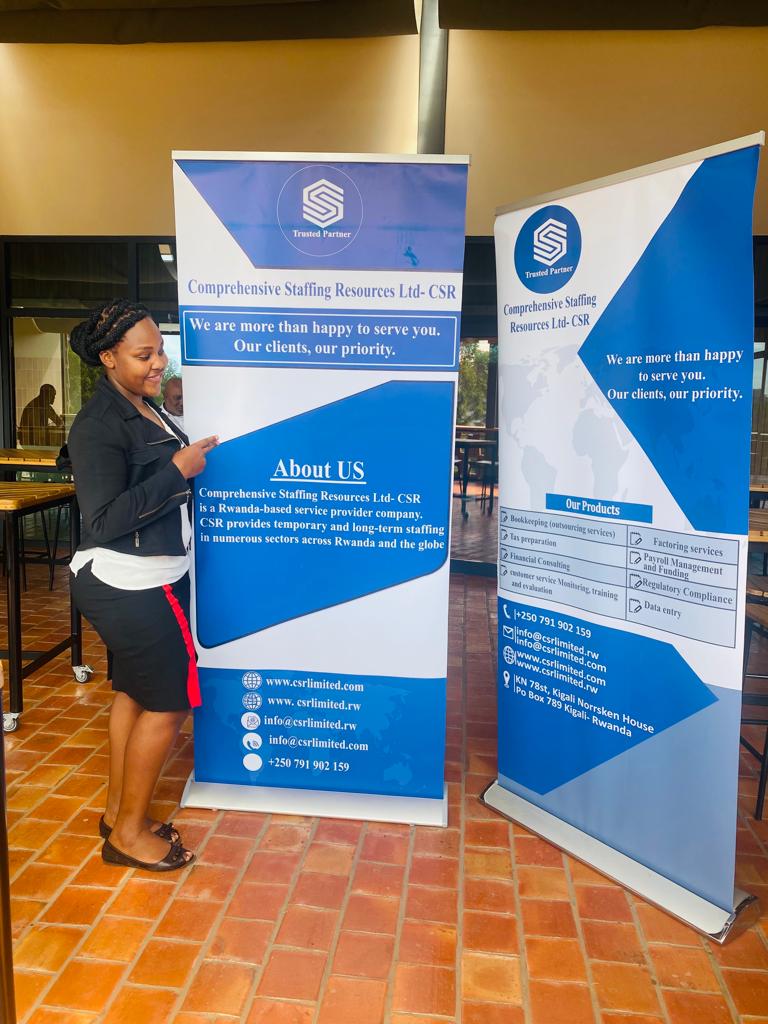 Trusted Partner
Comprehensive Staffing Resources Ltd- CSR
We are more than happy to serve you.
Our clients, our priority.
About US
Comprehensive Staffing Resources Ltd- CSR
is a Rwanda-based service provider company.
CSR provides temporary and long-term staffing
in numerous sectors across Rwanda and the globe
www.csrlimited.com
www. csrlimited.rw
info@csrlimited.rw
info@csrlimited.com
+250 791 902 159
Trusted Partner
Comprehensive Staffing
Resources Ltd- CSR
We are more than happy
to serve you.
Our clients, our priority.
Our Products
Bookkeeping (outsourcing services)
Tax preparation
Financial Consulting
customer service Monitoring, training
and evaluation
Factoring services
Payroll Management
and Funding
Regulatory Compliance
Data entry
+250 791 902 159
info@csrlimited.rw
info@csrlimited.com
www.csrlimited.com
www.csrlimited.rw
KN 78st, Kigali Norrsken House
Po Box 789 Kigali- Rwanda